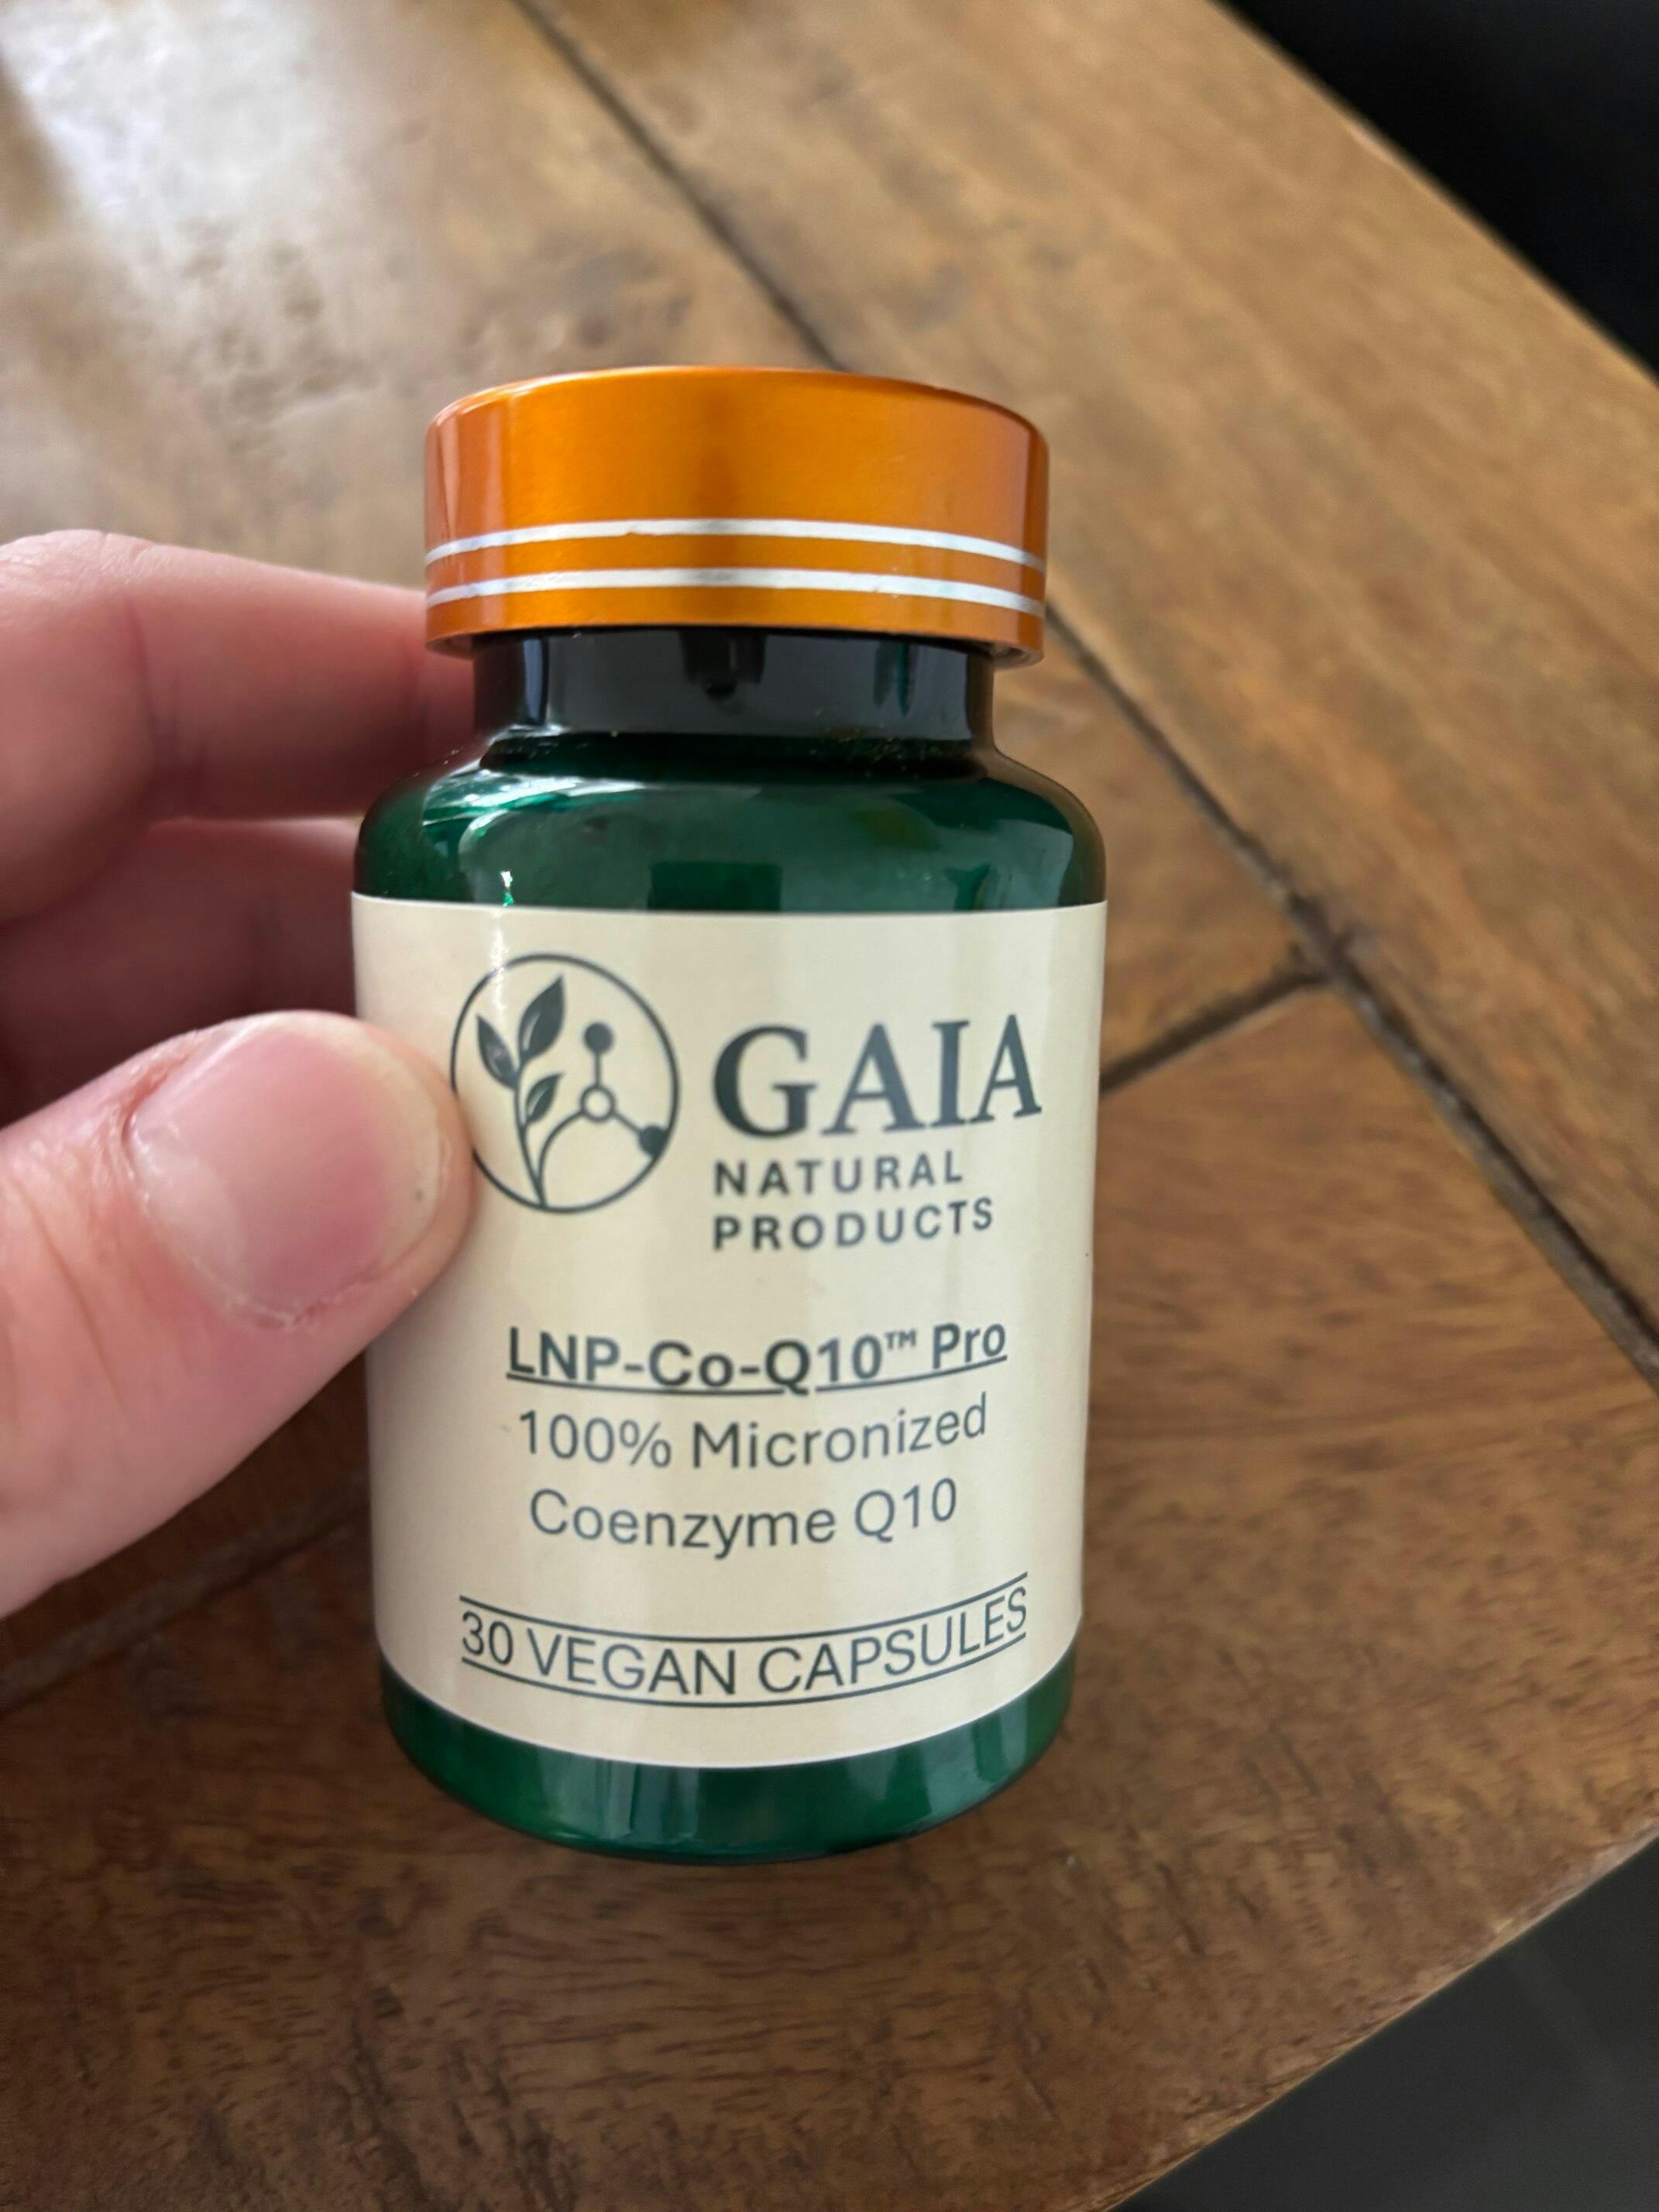 GAIA
NATURAL
PRODUCTS
LNP-Co-Q10™ Pro
100% Micronized
Coenzyme Q10
30 VEGAN CAPSULES